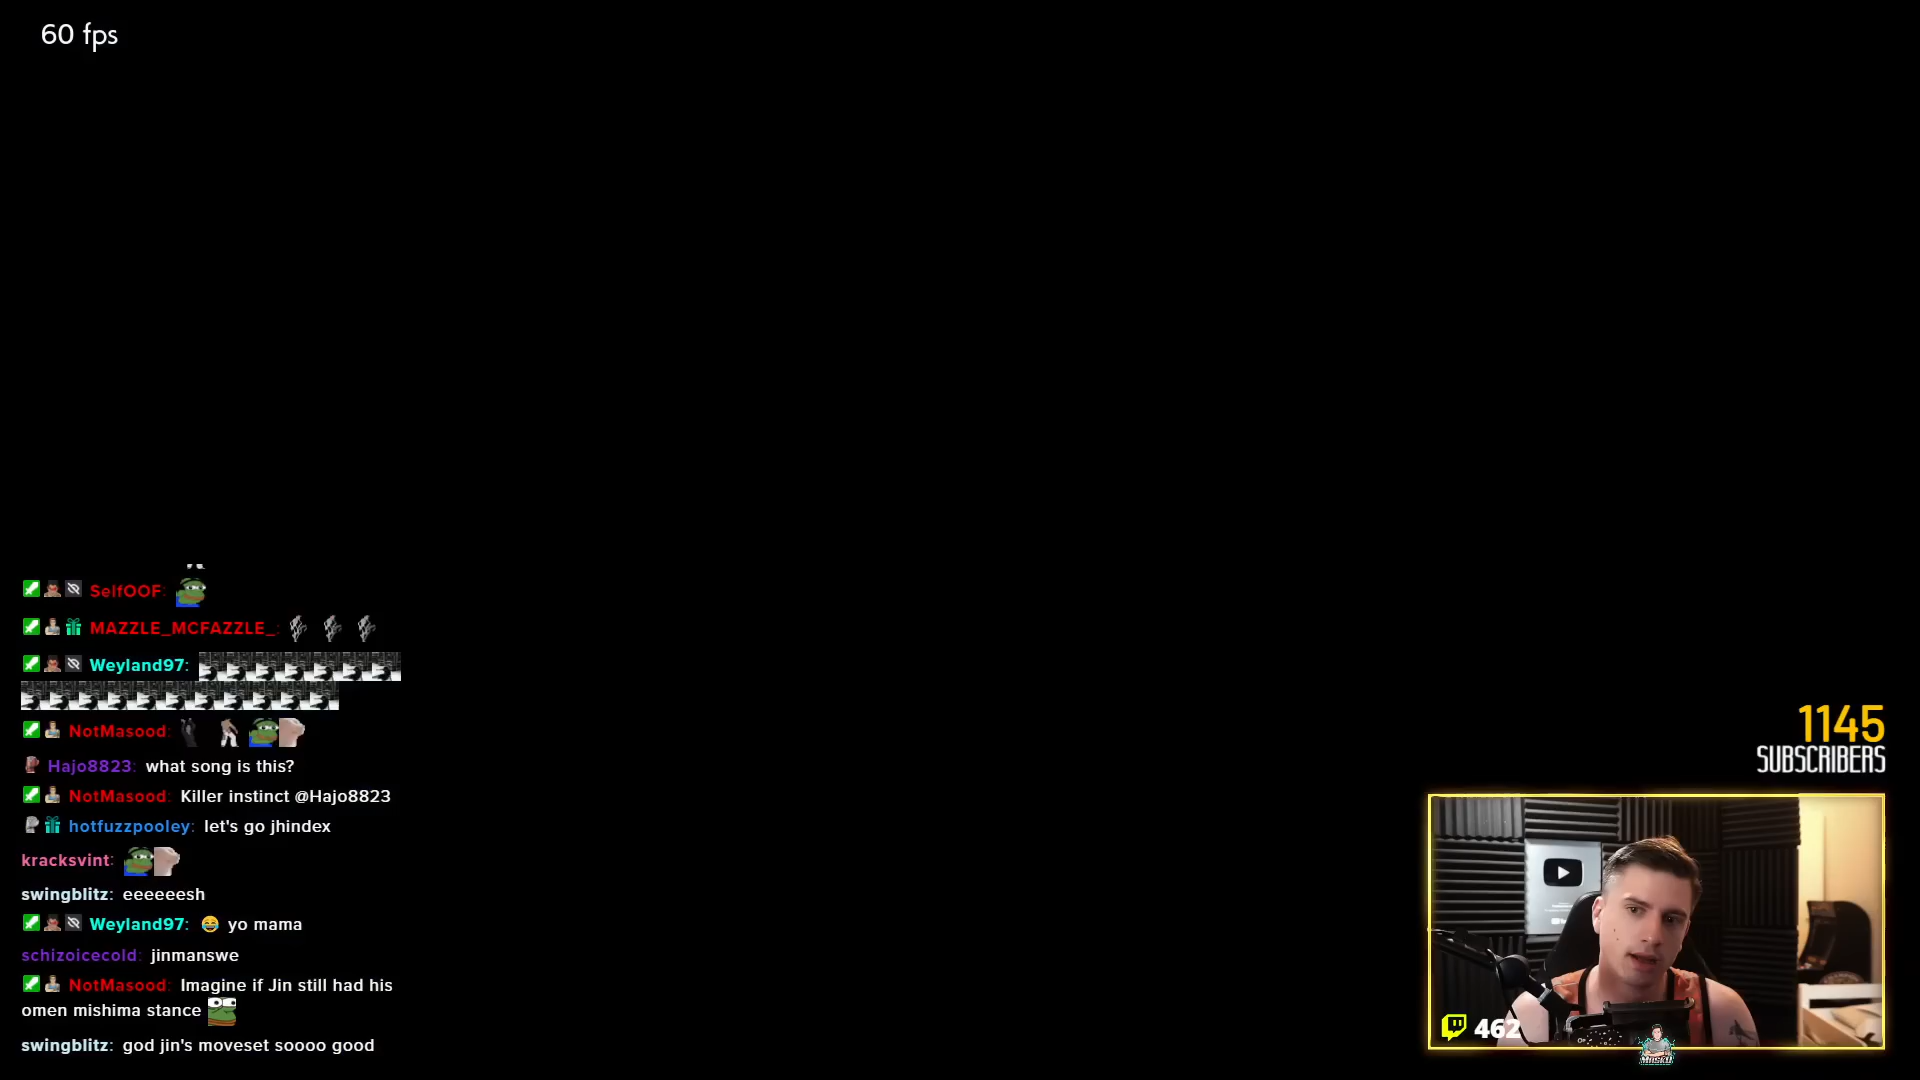 60 fps
SelfOOF:
MAZZLE_MCFAZZLE_:
Weyland97:
NotMasood:
Hajo8823: what song is this?
NotMasood: Killer instinct @Hajo8823
hotfuzzpooley: let's go jhindex
kracksvint:
swingblitz: eeeeeesh
Weyland97: 😂 yo mama
schizoicecold: jinmanswe
NotMasood: Imagine if Jin still had his
omen mishima stance
swingblitz: god jin's moveset soooo good
1145
SUBSCRIBERS
462